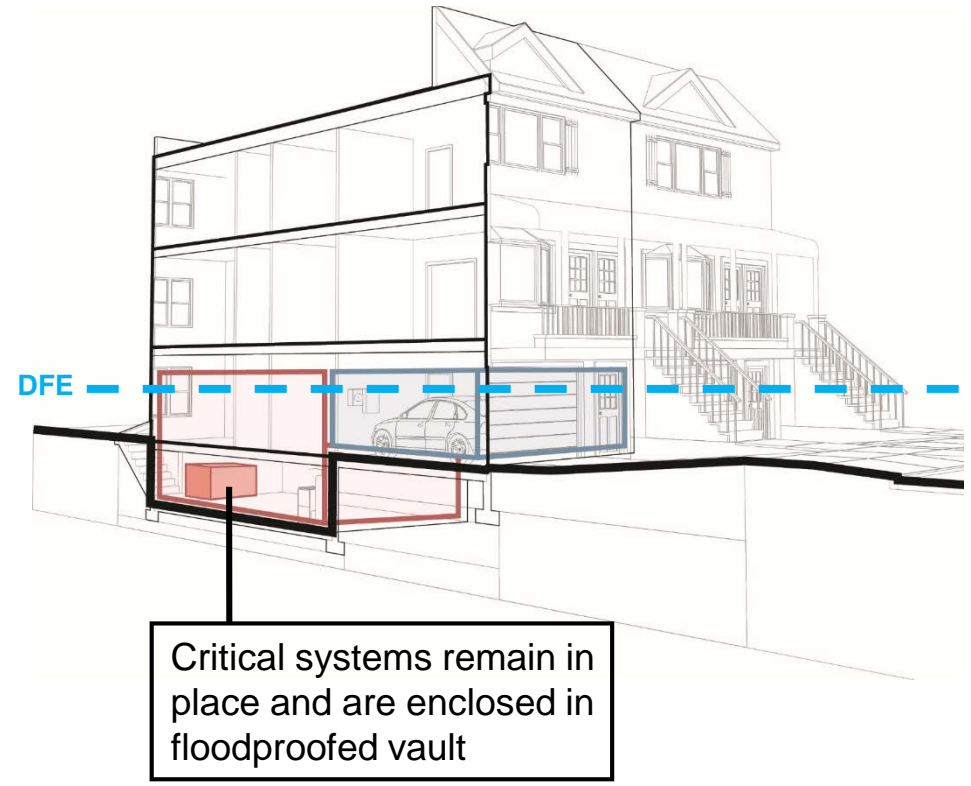 DFE
Critical systems remain in
place and are enclosed in
floodproofed vault